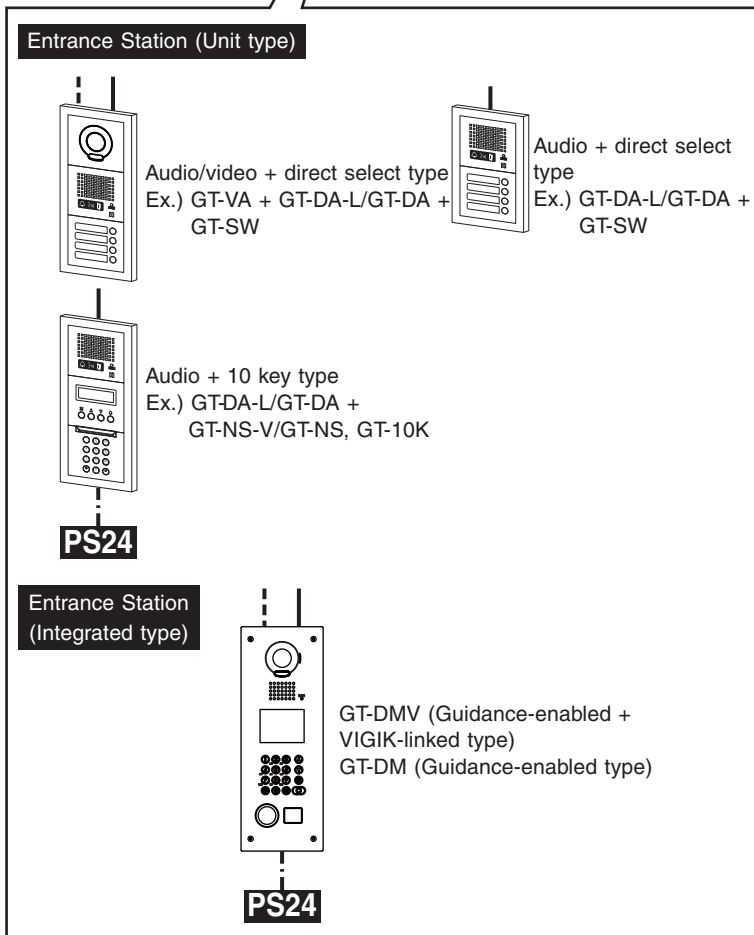 Entrance Station (Unit type)
Audio/video + direct select type
Ex.) GT-VA + GT-DA-L/GT-DA +
GT-SW
Audio + direct select
type
Ex.) GT-DA-L/GT-DA +
GT-SW
Audio + 10 key type
Ex.) GT-DA-L/GT-DA +
GT-NS-V/GT-NS, GT-10K
PS24
Entrance Station
(Integrated type)
GT-DMV (Guidance-enabled +
VIGIK-linked type)
GT-DM (Guidance-enabled type)
PS24